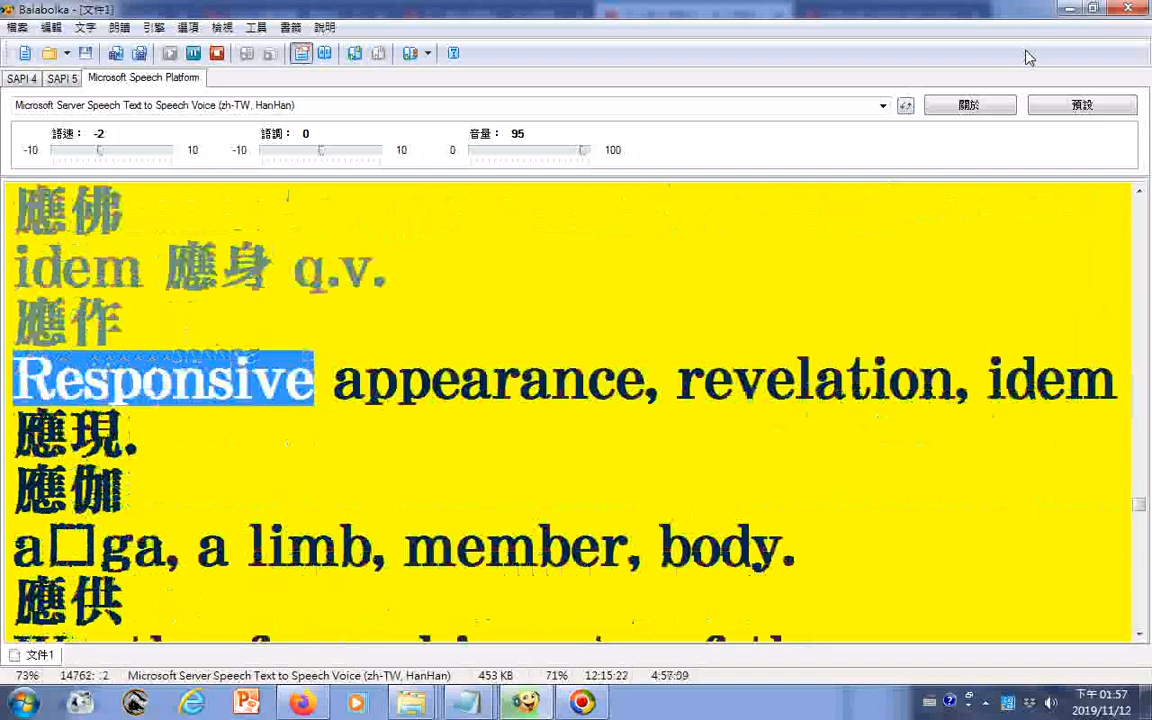 Balabolka - [文件1]
檔案 編輯 文字 朗讀 引擎 選項 檢視 工具 書籤 說明
SAPI 4 SAPI 5 Microsoft Speech Platform
Microsoft Server Speech Text to Speech Voice (zh-TW, HanHan) 關於 預設
語速： -2 語調： 0 音量： 95
-10 10 -10 10 0 100
應佛
idem 應身 q.v.
應作
Responsive appearance, revelation, idem
應現.
應伽
a□ga, a limb, member, body.
應供
文件1
73% 14762: 2 Microsoft Server Speech Text to Speech Voice (zh-TW, HanHan) 453 KB 71% 12:15:22 4:57:09
下午 01:57
2019/11/12